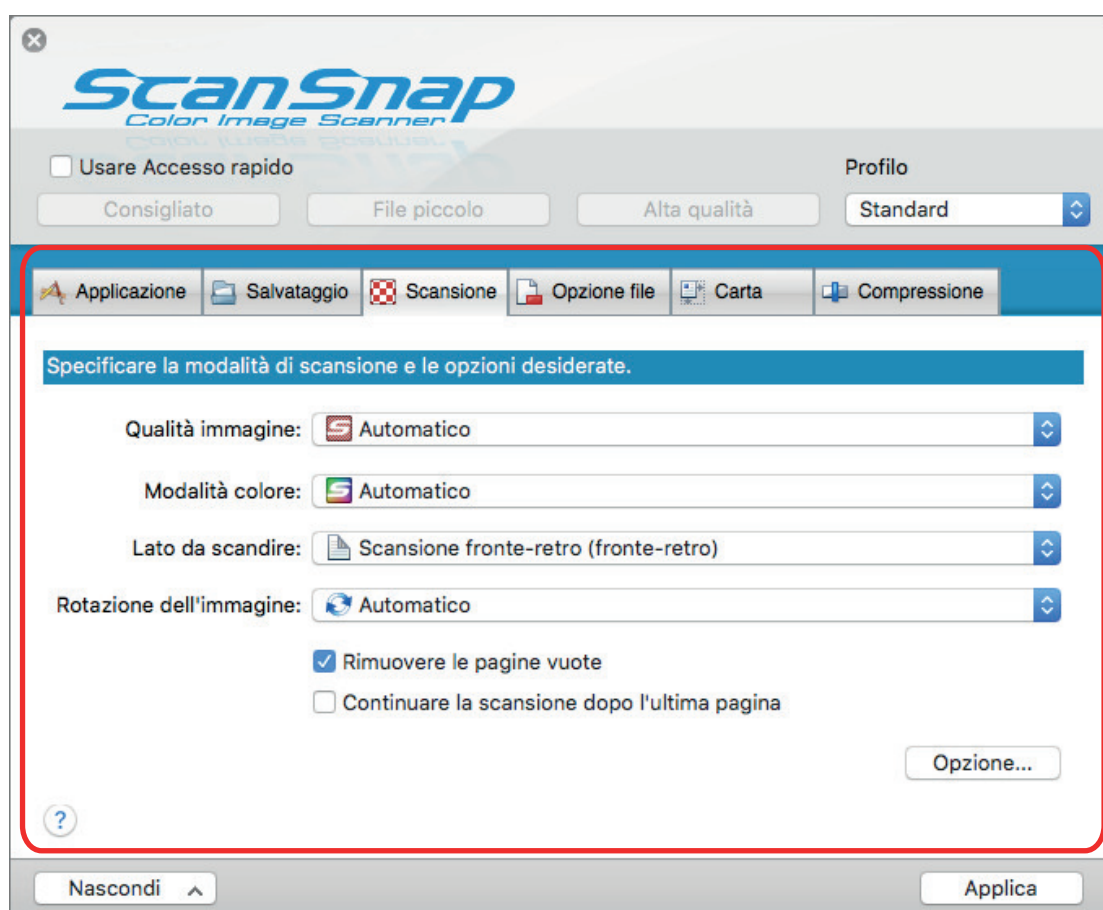 ScanSnap
Color Image Scanner
Usare Accesso rapido
Profilo
Consigliato File piccolo Alta qualità Standard
Applicazione Salvataggio Scansione Opzione file Carta Compressione
Specificare la modalità di scansione e le opzioni desiderate.
Qualità immagine: Automatico
Modalità colore: Automatico
Lato da scandire: Scansione fronte-retro (fronte-retro)
Rotazione dell'immagine: Automatico
Rimuovere le pagine vuote
Continuare la scansione dopo l'ultima pagina
Opzione...
?
Nascondi Applica